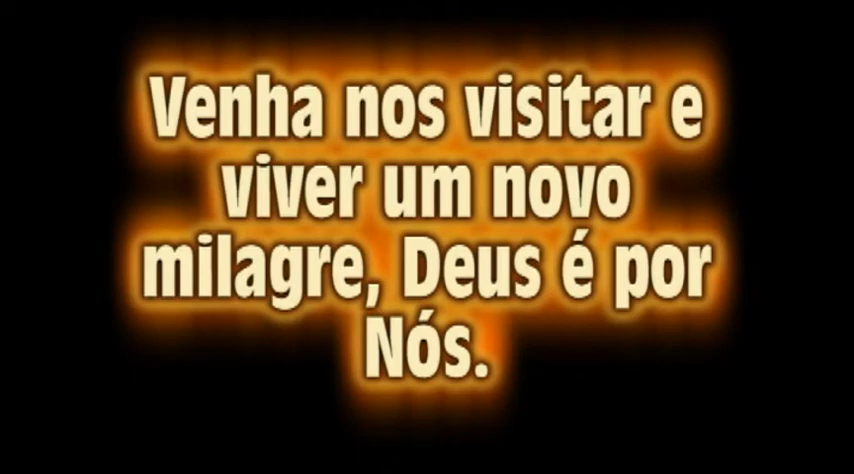 Venha nos visitar e
viver um novo
milagre, Deus é por
Nós.